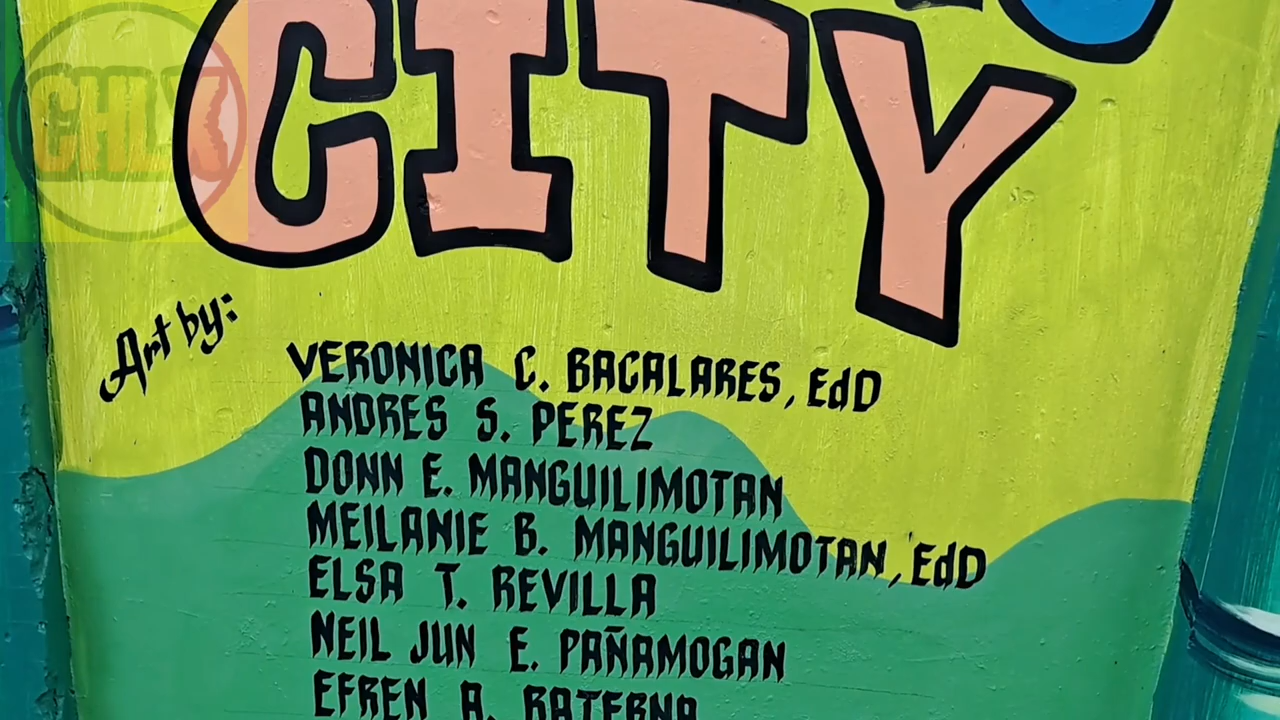 CHLX
CITY
Art by:
VERONICA C. BACALARES, EdD
ANDRES S. PEREZ
DONN E. MANGUILIMOTAN
MEILANIE B. MANGUILIMOTAN, EdD
ELSA T. REVILLA
NEIL JUN E. PAÑAMOGAN
EFREN A.